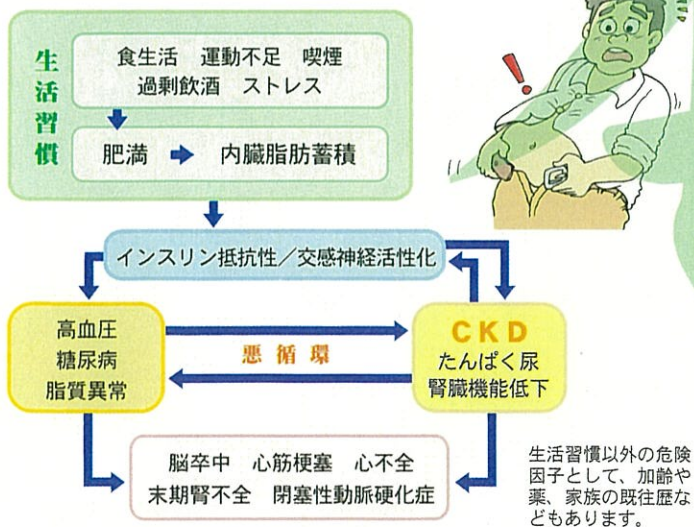 生活習慣
食生活 運動不足 喫煙
過剰飲酒 ストレス
肥満 内臓脂肪蓄積
!
インスリン抵抗性／交感神経活性化
高血圧
糖尿病
脂質異常
悪循環
CKD
たんぱく尿
腎臓機能低下
脳卒中 心筋梗塞 心不全
末期腎不全 閉塞性動脈硬化症
生活習慣以外の危険
因子として、加齢や
薬、家族の既往歴な
どもあります。